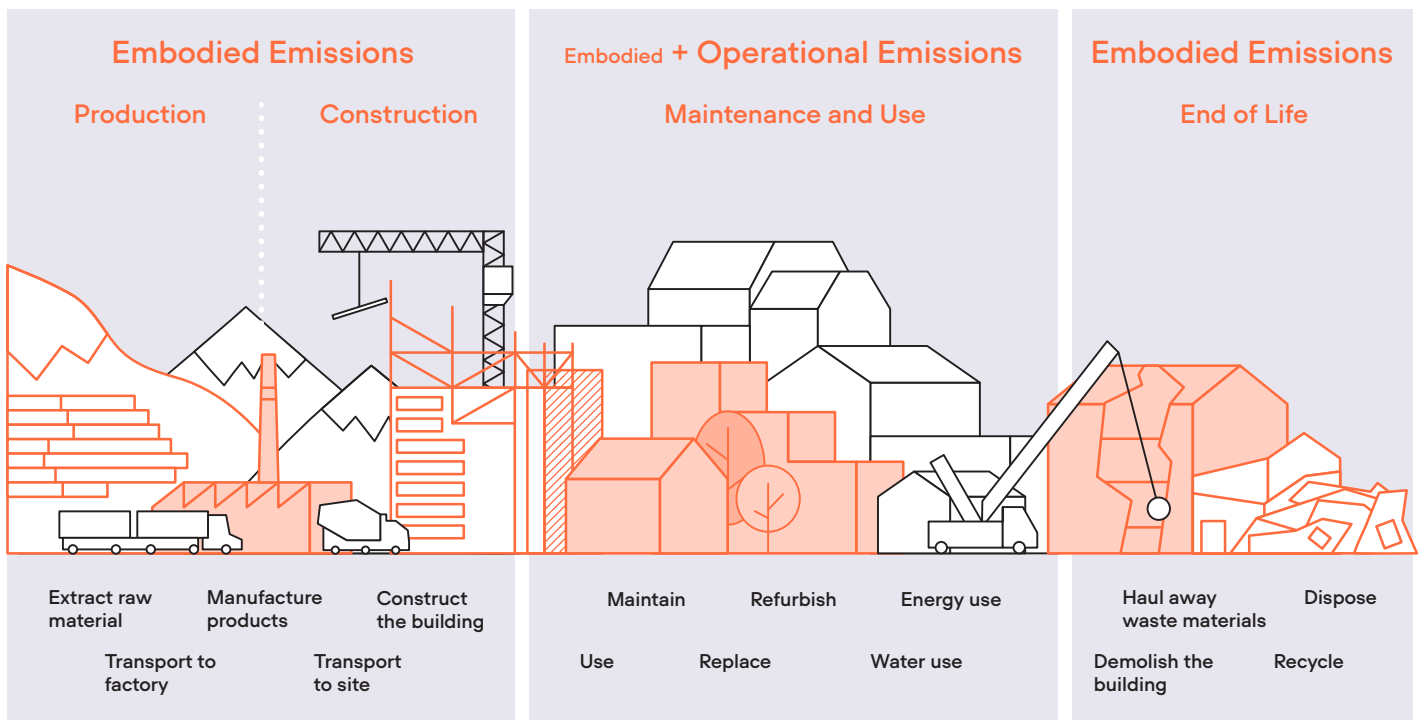 Embodied Emissions
Production
Construction
Embodied + Operational Emissions
Maintenance and Use
Embodied Emissions
End of Life
Extract raw
material
Manufacture
products
Construct
the building
Transport to
factory
Transport
to site
Maintain
Refurbish
Energy use
Use
Replace
Water use
Haul away
waste materials
Dispose
Demolish the
building
Recycle